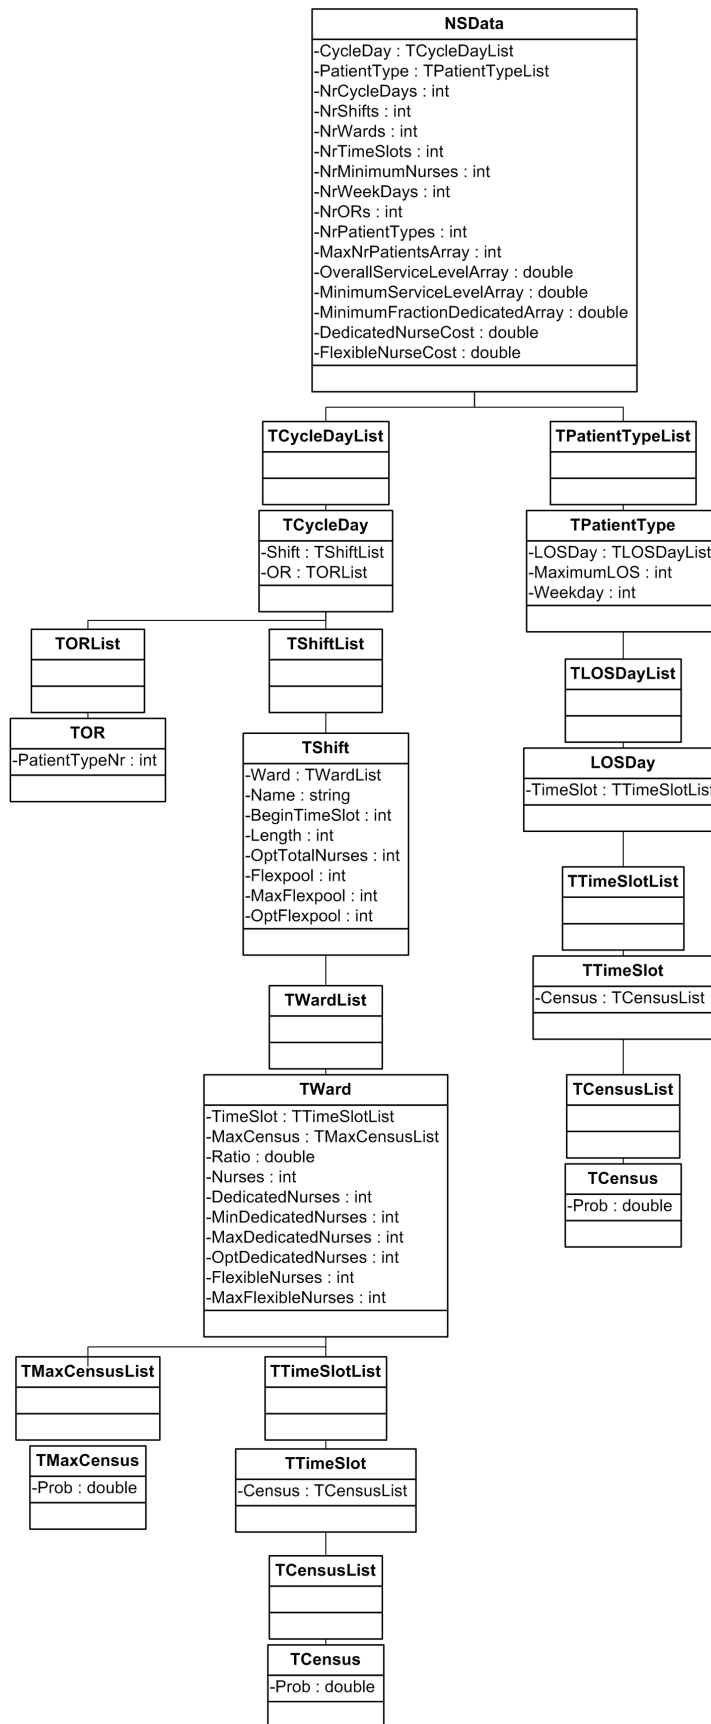 NSData
-CycleDay : TCycleDayList
-PatientType : TPatientTypeList
-NrCycleDays : int
-NrShifts : int
-NrWards : int
-NrTimeSlots : int
-NrMinimumNurses : int
-NrWeekDays : int
-NrORs : int
-NrPatientTypes : int
-MaxNrPatientsArray : int
-OverallServiceLevelArray : double
-MinimumServiceLevelArray : double
-MinimumFractionDedicatedArray : double
-DedicatedNurseCost : double
-FlexibleNurseCost : double
TCycleDayList
TCycleDay
-Shift : TShiftList
-OR : TORList
TORList
TOR
-PatientTypeNr : int
TShiftList
TShift
-Ward : TWardList
-Name : string
-BeginTimeSlot : int
-Length : int
-OptTotalNurses : int
-Flexpool : int
-MaxFlexpool : int
-OptFlexpool : int
TWardList
TWard
-TimeSlot : TTimeSlotList
-MaxCensus : TMaxCensusList
-Ratio : double
-Nurses : int
-DedicatedNurses : int
-MinDedicatedNurses : int
-MaxDedicatedNurses : int
-OptDedicatedNurses : int
-FlexibleNurses : int
-MaxFlexibleNurses : int
TMaxCensusList
TMaxCensus
-Prob : double
TTimeSlotList
TTimeSlot
-Census : TCensusList
TCensusList
TCensus
-Prob : double
TPatientTypeList
TPatientType
-LOSDay : TLOSDayList
-MaximumLOS : int
-Weekday : int
TLOSDayList
LOSDay
-TimeSlot : TTimeSlotList
TTimeSlotList
TTimeSlot
-Census : TCensusList
TCensusList
TCensus
-Prob : double